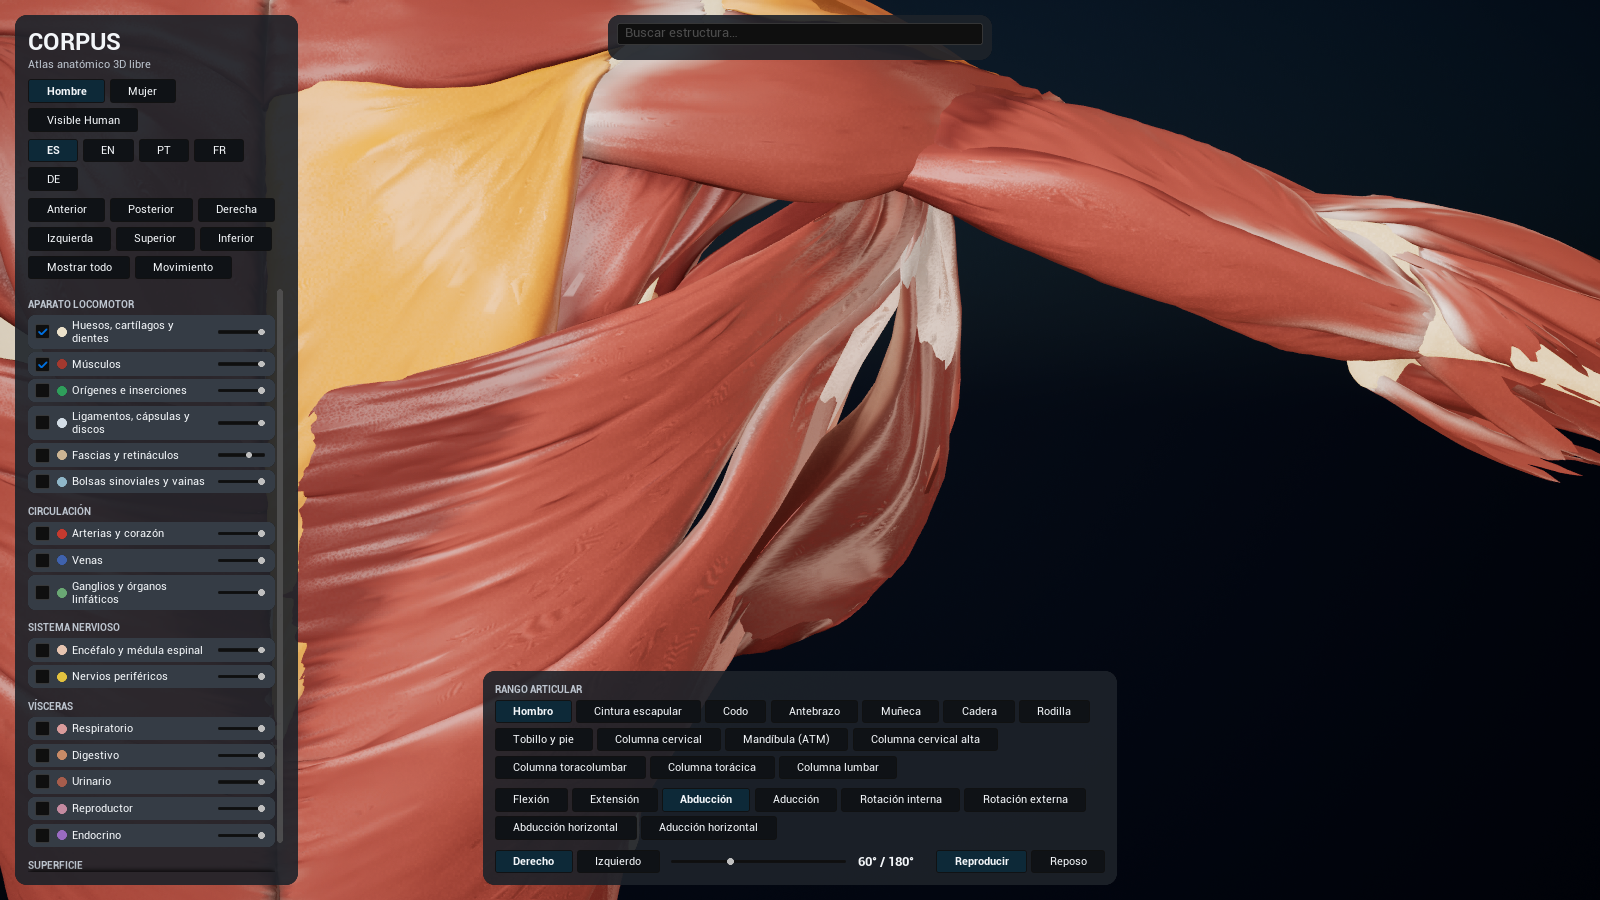 CORPUS
Atlas anatómico 3D libre
Hombre Mujer
Visible Human
ES EN PT FR
DE
Anterior Posterior Derecha
Izquierda Superior Inferior
Mostrar todo Movimiento
APARATO LOCOMOTOR
Huesos, cartílagos y
dientes
Músculos
Orígenes e inserciones
Ligamentos, cápsulas y
discos
Fascias y retináculos
Bolsas sinoviales y vainas
CIRCULACIÓN
Arterias y corazón
Venas
Ganglios y órganos
linfáticos
SISTEMA NERVIOSO
Encéfalo y médula espinal
Nervios periféricos
VÍSCERAS
Respiratorio
Digestivo
Urinario
Reproductor
Endocrino
SUPERFICIE
Buscar estructura...
RANGO ARTICULAR
Hombro Cintura escapular Codo Antebrazo Muñeca Cadera Rodilla
Tobillo y pie Columna cervical Mandíbula (ATM) Columna cervical alta
Columna toracolumbar Columna torácica Columna lumbar
Flexión Extensión Abducción Aducción Rotación interna Rotación externa
Abducción horizontal Aducción horizontal
Derecho Izquierdo 60° / 180° Reproducir Reposo